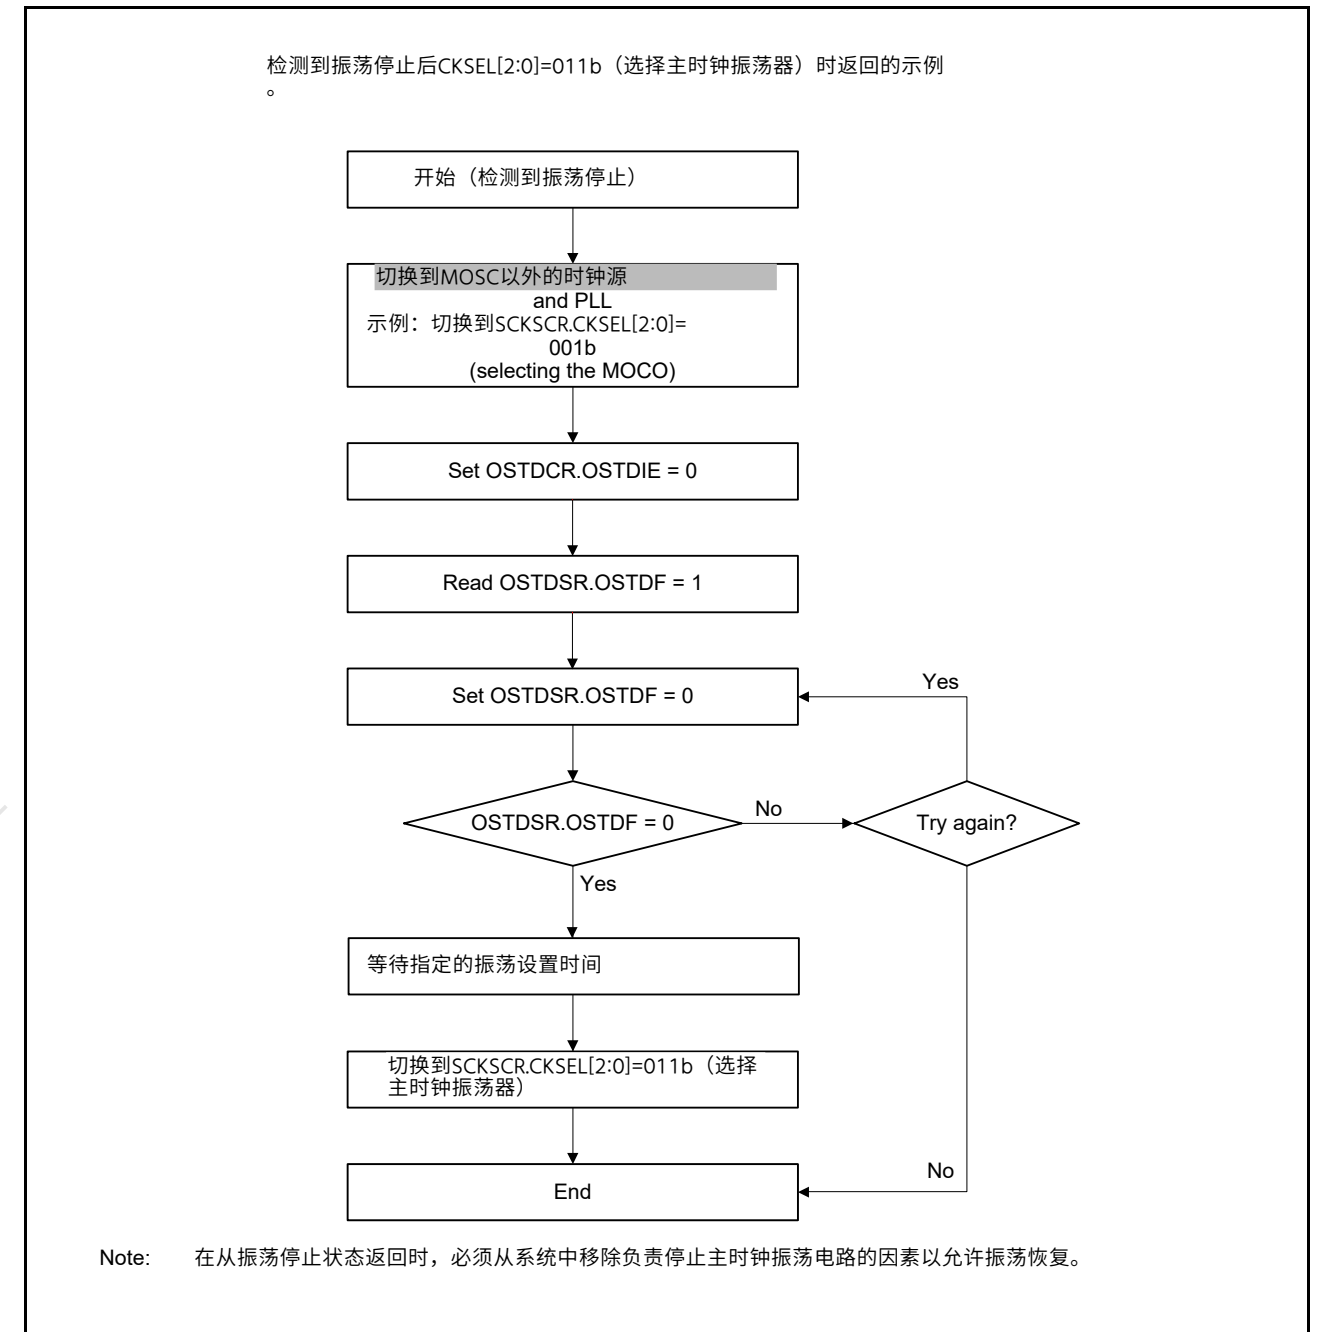 检测到振荡停止后CKSEL[2:0]=011b（选择主时钟振荡器）时返回的示例
。
开始（检测到振荡停止）
切换到MOSC以外的时钟源
and PLL
示例：切换到SCKSCR.CKSEL[2:0]=
001b
(selecting the MOCO)
Set OSTDCR.OSTDIE = 0
Read OSTDSR.OSTDF = 1
Set OSTDSR.OSTDF = 0
Yes
OSTDSR.OSTDF = 0
No
Try again?
Yes
等待指定的振荡设置时间
切换到SCKSCR.CKSEL[2:0]=011b（选择
主时钟振荡器）
No
End
Note: 在从振荡停止状态返回时，必须从系统中移除负责停止主时钟振荡电路的因素以允许振荡恢复。